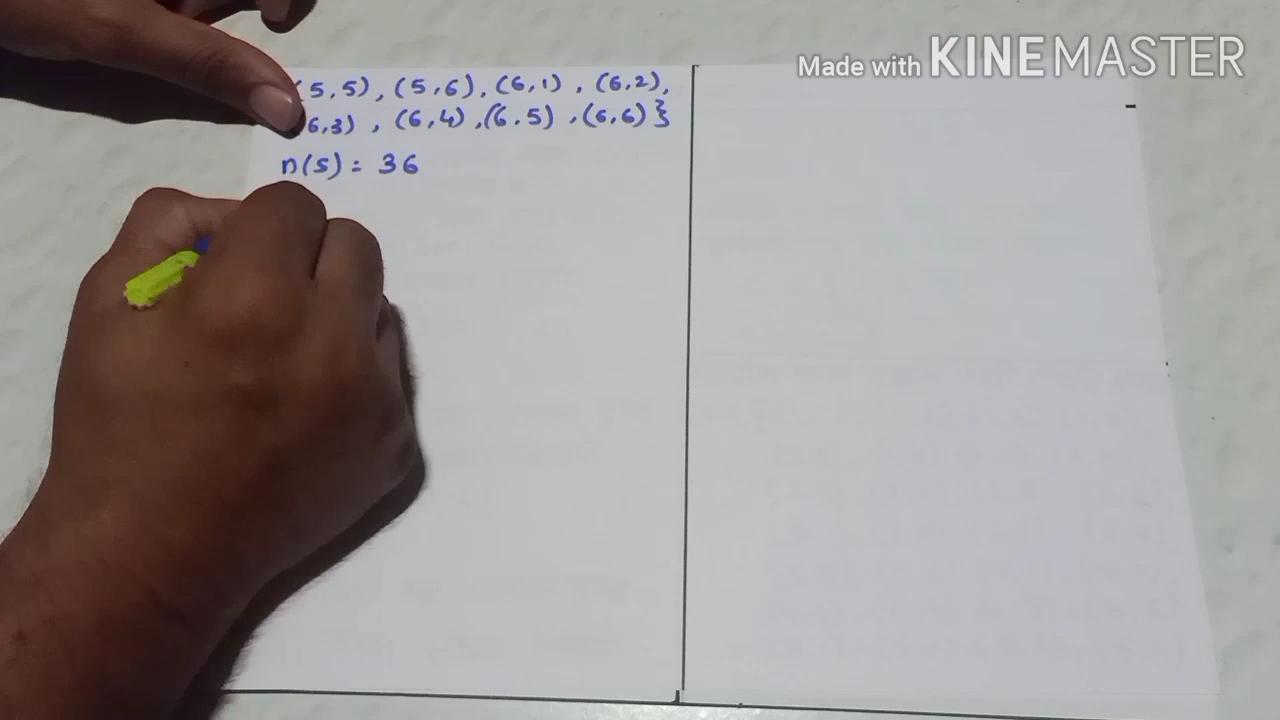 Made with KINEMASTER
(5,5), (5,6), (6,1), (6,2),
6,3), (6,4), (6,5), (6,6)}
n(S) = 36